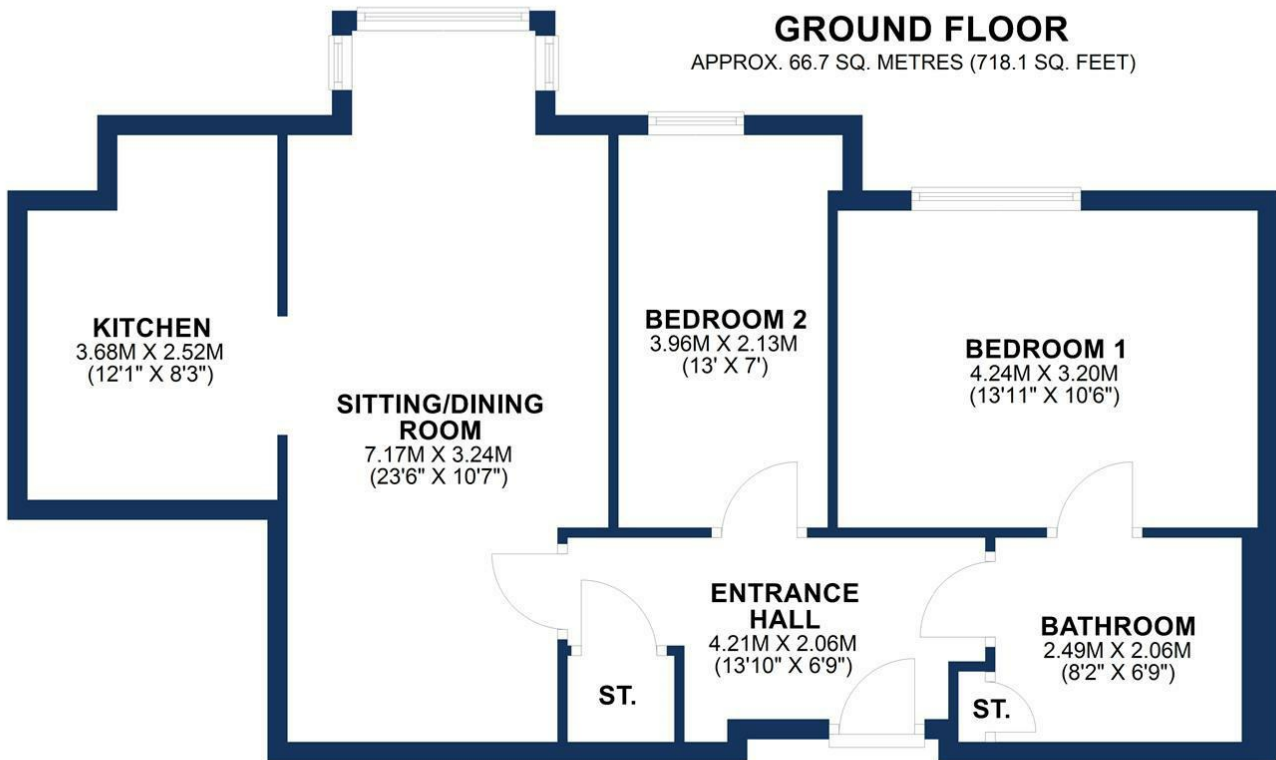 GROUND FLOOR
APPROX. 66.7 SQ. METRES (718.1 SQ. FEET)
KITCHEN
3.68M X 2.52M
(12'1" X 8'3")
SITTING/DINING
ROOM
7.17M X 3.24M
(23'6" X 10'7")
BEDROOM 2
3.96M X 2.13M
(13' X 7')
BEDROOM 1
4.24M X 3.20M
(13'11" X 10'6")
ENTRANCE
HALL
4.21M X 2.06M
(13'10" X 6'9")
BATHROOM
2.49M X 2.06M
(8'2" X 6'9")
ST.
ST.